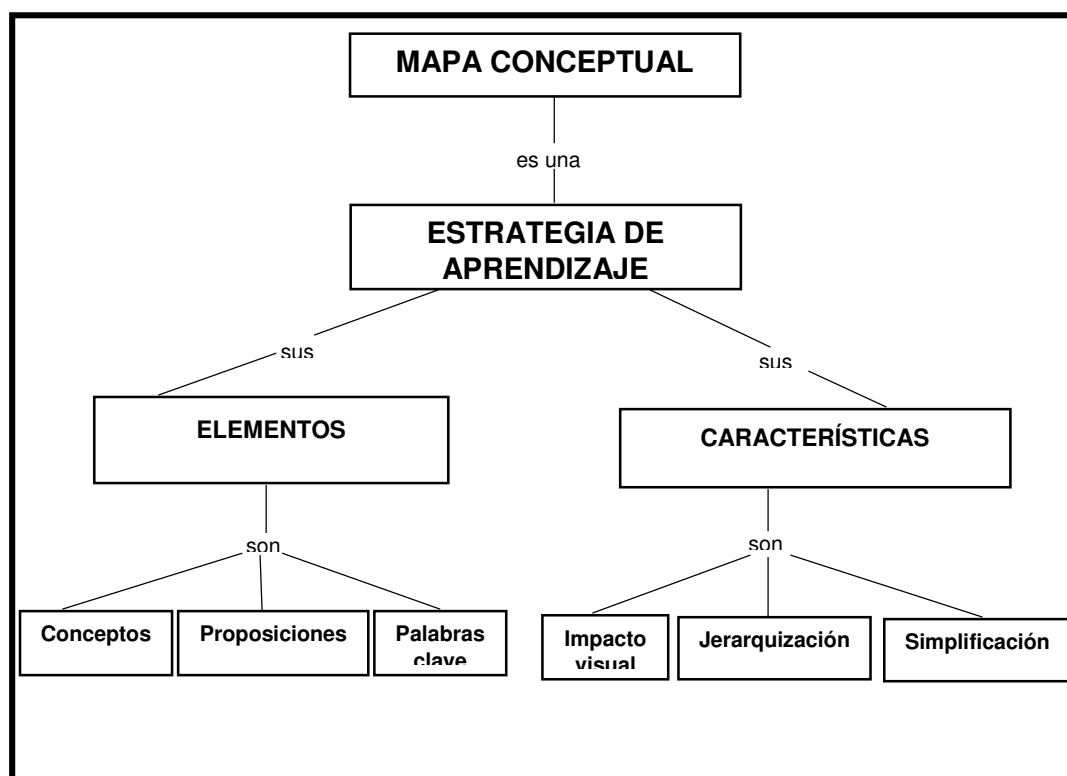 MAPA CONCEPTUAL
es una
ESTRATEGIA DE
APRENDIZAJE
sus
sus
ELEMENTOS
CARACTERÍSTICAS
son
son
Conceptos
Proposiciones
Palabras
clave
Impacto
visual
Jerarquización
Simplificación